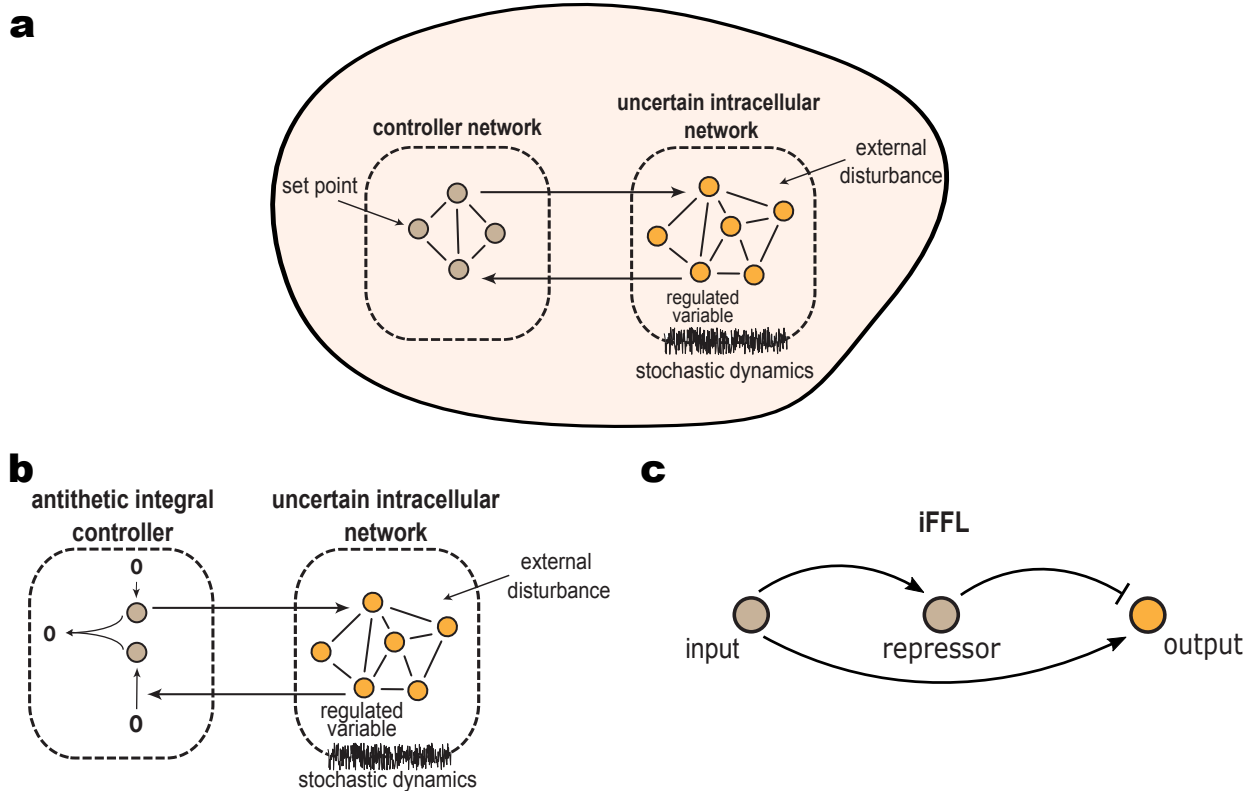 a
uncertain intracellular
network
controller network
external
disturbance
set point
regulated
variable
stochastic dynamics
b
antithetic integral
controller
uncertain intracellular
network
0
0
0
external
disturbance
regulated
variable
stochastic dynamics
c
iFFL
input
repressor
output